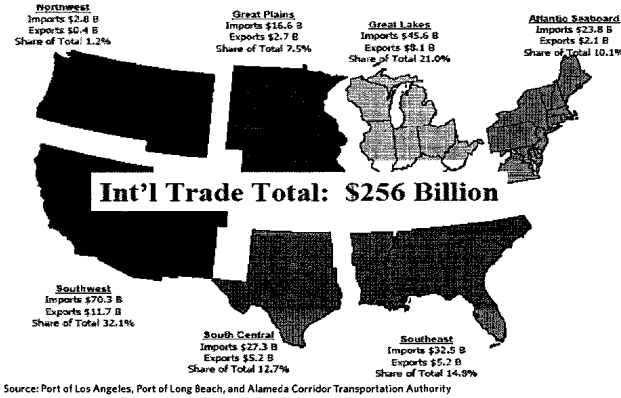 Northwest
Imports $2.8 B
Exports $0.4 B
Share of Total 1.2%
Great Plains
Imports $16.6 B
Exports $2.7 B
Share of Total 7.5%
Great Lakes
Imports $45.6 B
Exports $8.1 B
Share of Total 21.0%
Atlantic Seaboard
Imports $23.8 B
Exports $2.1 B
Share of Total 10.1%
Int'l Trade Total: $256 Billion
Southwest
Imports $70.3 B
Exports $11.7 B
Share of Total 32.1%
South Central
Imports $27.3 B
Exports $5.2 B
Share of Total 12.7%
Southeast
Imports $32.5 B
Exports $5.2 B
Share of Total 14.8%
Source: Port of Los Angeles, Port of Long Beach, and Alameda Corridor Transportation Authority